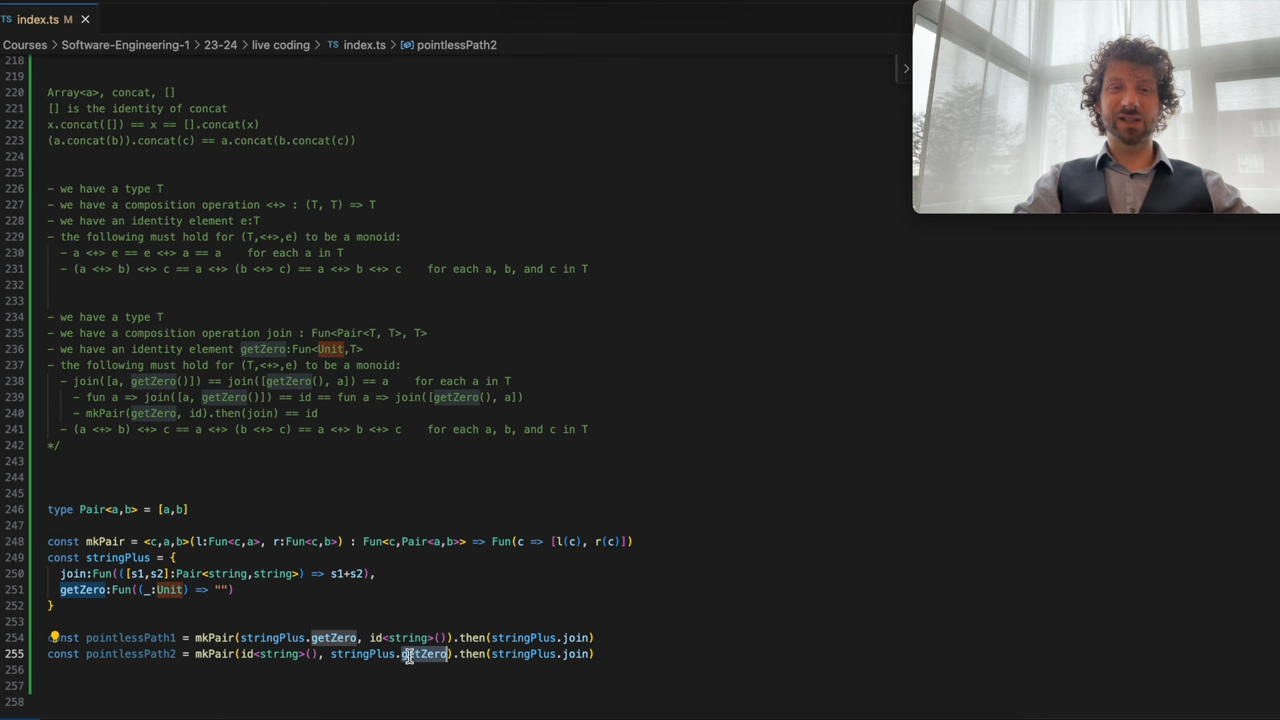 TS index.ts M ×
Courses > Software-Engineering-1 > 23-24 > live coding > TS index.ts > pointlessPath2
218
219
220 Array<a>, concat, []
221 [] is the identity of concat
222 x.concat([]) == x == [].concat(x)
223 (a.concat(b)).concat(c) == a.concat(b.concat(c))
224
225
226 - we have a type T
227 - we have a composition operation <+> : (T, T) => T
228 - we have an identity element e:T
229 - the following must hold for (T,<+>,e) to be a monoid:
230 - a <+> e == e <+> a == a    for each a in T
231 - (a <+> b) <+> c == a <+> (b <+> c) == a <+> b <+> c    for each a, b, and c in T
232
233
234 - we have a type T
235 - we have a composition operation join : Fun<Pair<T, T>, T>
236 - we have an identity element getZero:Fun<Unit,T>
237 - the following must hold for (T,<+>,e) to be a monoid:
238 - join([a, getZero()]) == join([getZero(), a]) == a    for each a in T
239 - fun a => join([a, getZero()]) == id == fun a => join([getZero(), a])
240 - mkPair(getZero, id).then(join) == id
241 - (a <+> b) <+> c == a <+> (b <+> c) == a <+> b <+> c    for each a, b, and c in T
242 */
243
244
245
246 type Pair<a,b> = [a,b]
247
248 const mkPair = <c,a,b>(l:Fun<c,a>, r:Fun<c,b>) : Fun<c,Pair<a,b>> => Fun(c => [l(c), r(c)])
249 const stringPlus = {
250 join:Fun(([s1,s2]:Pair<string,string>) => s1+s2),
251 getZero:Fun((_:Unit) => "")
252 }
253
254 const pointlessPath1 = mkPair(stringPlus.getZero, id<string>()).then(stringPlus.join)
255 const pointlessPath2 = mkPair(id<string>(), stringPlus.getZero).then(stringPlus.join)
256
257
258